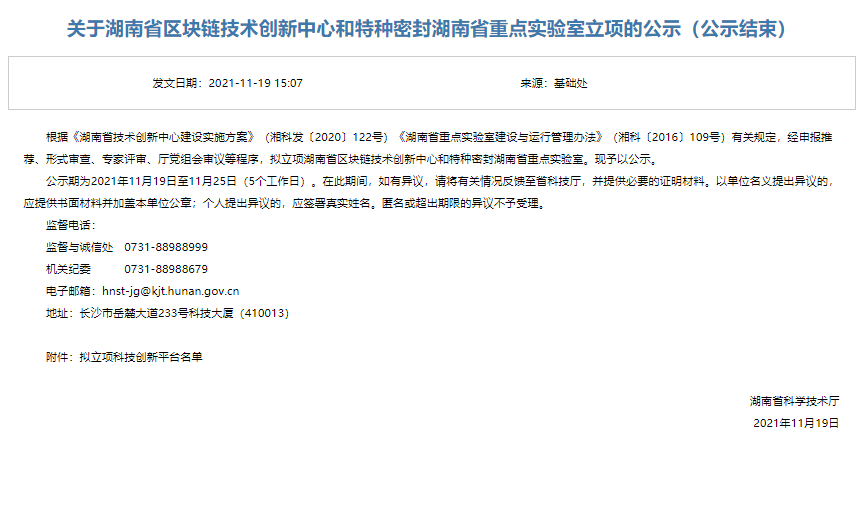 关于湖南省区块链技术创新中心和特种密封湖南省重点实验室立项的公示（公示结束）
发文日期：2021-11-19 15:07 来源：基础处
根据《湖南省技术创新中心建设实施方案》（湘科发〔2020〕122号）《湖南省重点实验室建设与运行管理办法》（湘科〔2016〕109号）有关规定，经申报推
荐、形式审查、专家评审、厅党组会审议等程序，拟立项湖南省区块链技术创新中心和特种密封湖南省重点实验室。现予以公示。
公示期为2021年11月19日至11月25日（5个工作日）。在此期间，如有异议，请将有关情况反馈至省科技厅，并提供必要的证明材料。以单位名义提出异议的，
应提供书面材料并加盖本单位公章；个人提出异议的，应签署真实姓名。匿名或超出期限的异议不予受理。
监督电话：
监督与诚信处 0731-88988999
机关纪委 0731-88988679
电子邮箱：hnst-jg@kjt.hunan.gov.cn
地址：长沙市岳麓大道233号科技大厦（410013）
附件：拟立项科技创新平台名单
湖南省科学技术厅
2021年11月19日